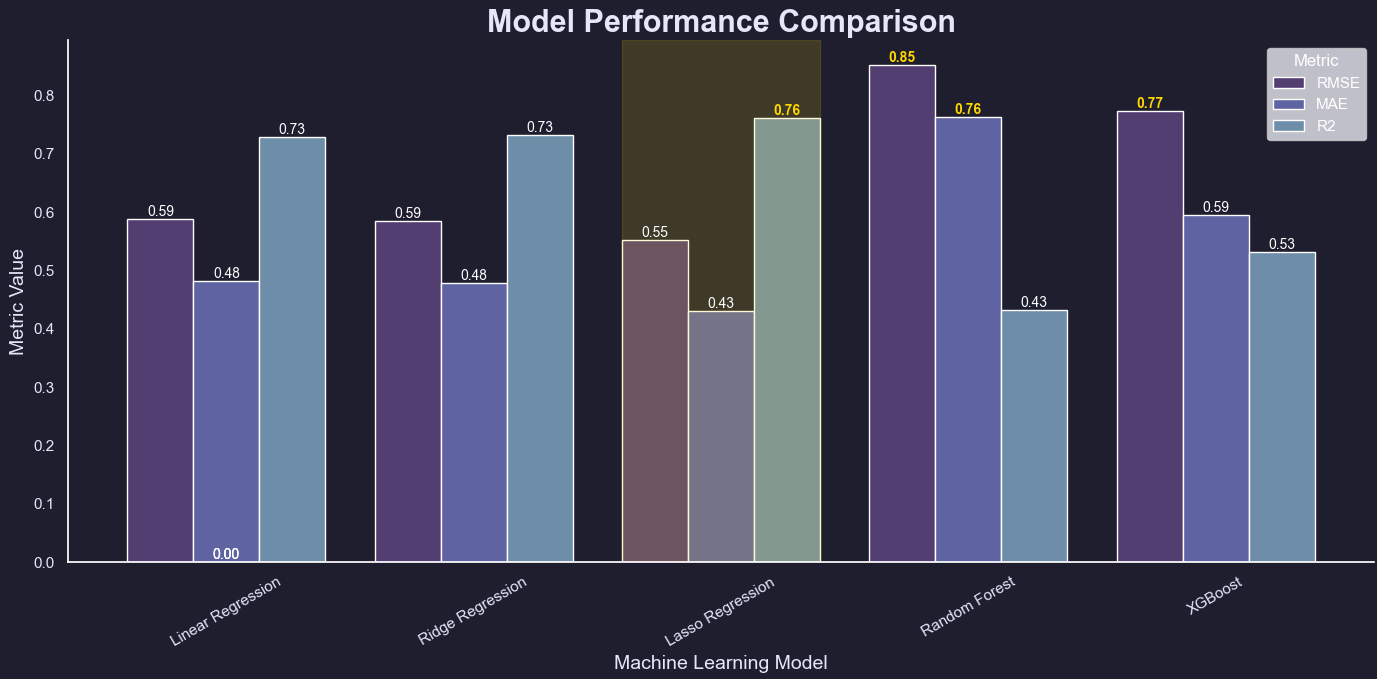 Model Performance Comparison
Metric
RMSE
MAE
R2
Metric Value
0.8
0.7
0.6
0.5
0.4
0.3
0.2
0.1
0.0
0.59
0.48
0.73
0.00
0.59
0.48
0.73
0.55
0.43
0.76
0.85
0.76
0.43
0.77
0.59
0.53
Linear Regression
Ridge Regression
Lasso Regression
Random Forest
XGBoost
Machine Learning Model